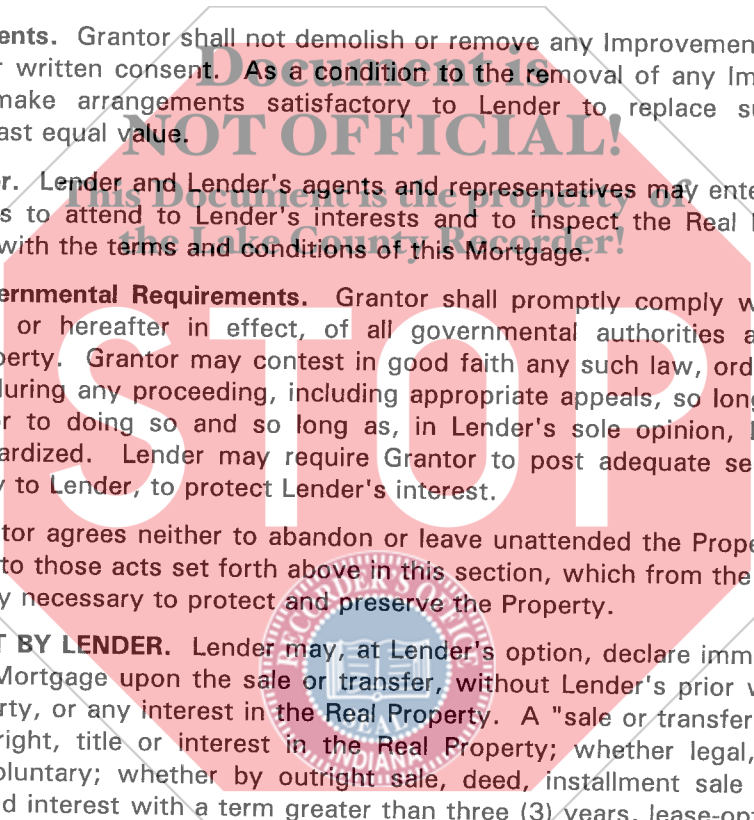 ents. Grantor shall not demolish or remove any Improvemen
r written consent. As a condition to the removal of any Im
make arrangements satisfactory to Lender to replace su
ast equal value.
Document is
NOT OFFICIAL!
This Document is the property of
the Lake County Recorder!
r. Lender and Lender's agents and representatives may ente
s to attend to Lender's interests and to inspect the Real
with the terms and conditions of this Mortgage.
ernmental Requirements. Grantor shall promptly comply w
or hereafter in effect, of all governmental authorities a
perty. Grantor may contest in good faith any such law, ord
during any proceeding, including appropriate appeals, so long
or to doing so and so long as, in Lender's sole opinion,
ardized. Lender may require Grantor to post adequate se
y to Lender, to protect Lender's interest.
STOP
tor agrees neither to abandon or leave unattended the Prope
to those acts set forth above in this section, which from the
y necessary to protect and preserve the Property.
RECORDER'S OFFICE
SEAL
INDIANA
T BY LENDER. Lender may, at Lender's option, declare imm
Mortgage upon the sale or transfer, without Lender's prior w
erty, or any interest in the Real Property. A "sale or transfer
right, title or interest in the Real Property; whether legal,
oluntary; whether by outright sale, deed, installment sale
d interest with a term greater than three (3) years, lease-opt